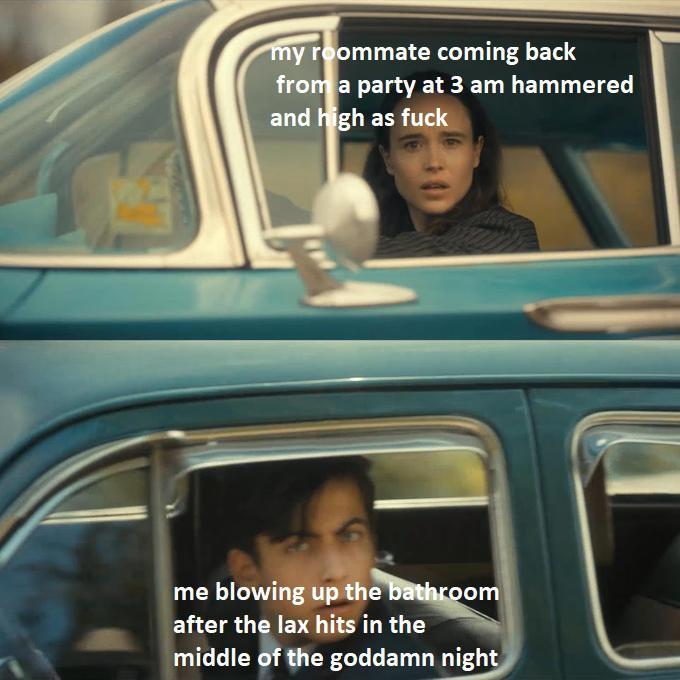 my roommate coming back
from a party at 3 am hammered
and high as fuck
me blowing up the bathroom
after the lax hits in the
middle of the goddamn night